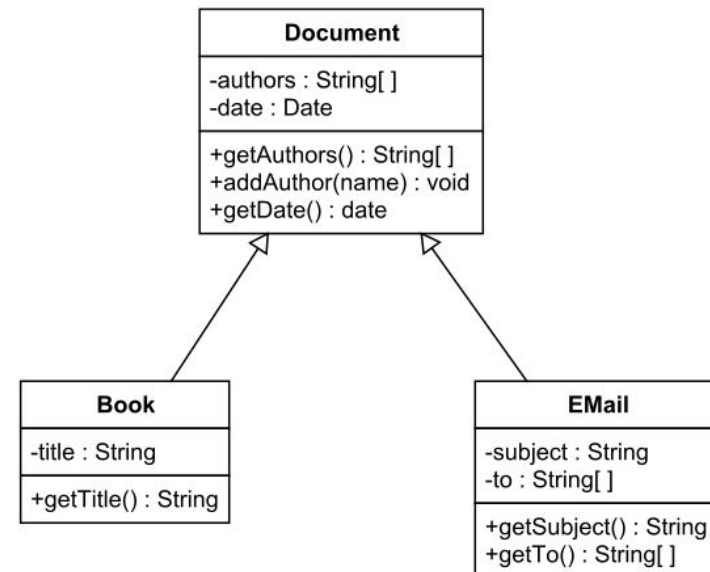 Document
-authors : String[ ]
-date : Date
+getAuthors() : String[ ]
+addAuthor(name) : void
+getDate() : date
Book
-title : String
+getTitle() : String
EMail
-subject : String
-to : String[ ]
+getSubject() : String
+getTo() : String[ ]